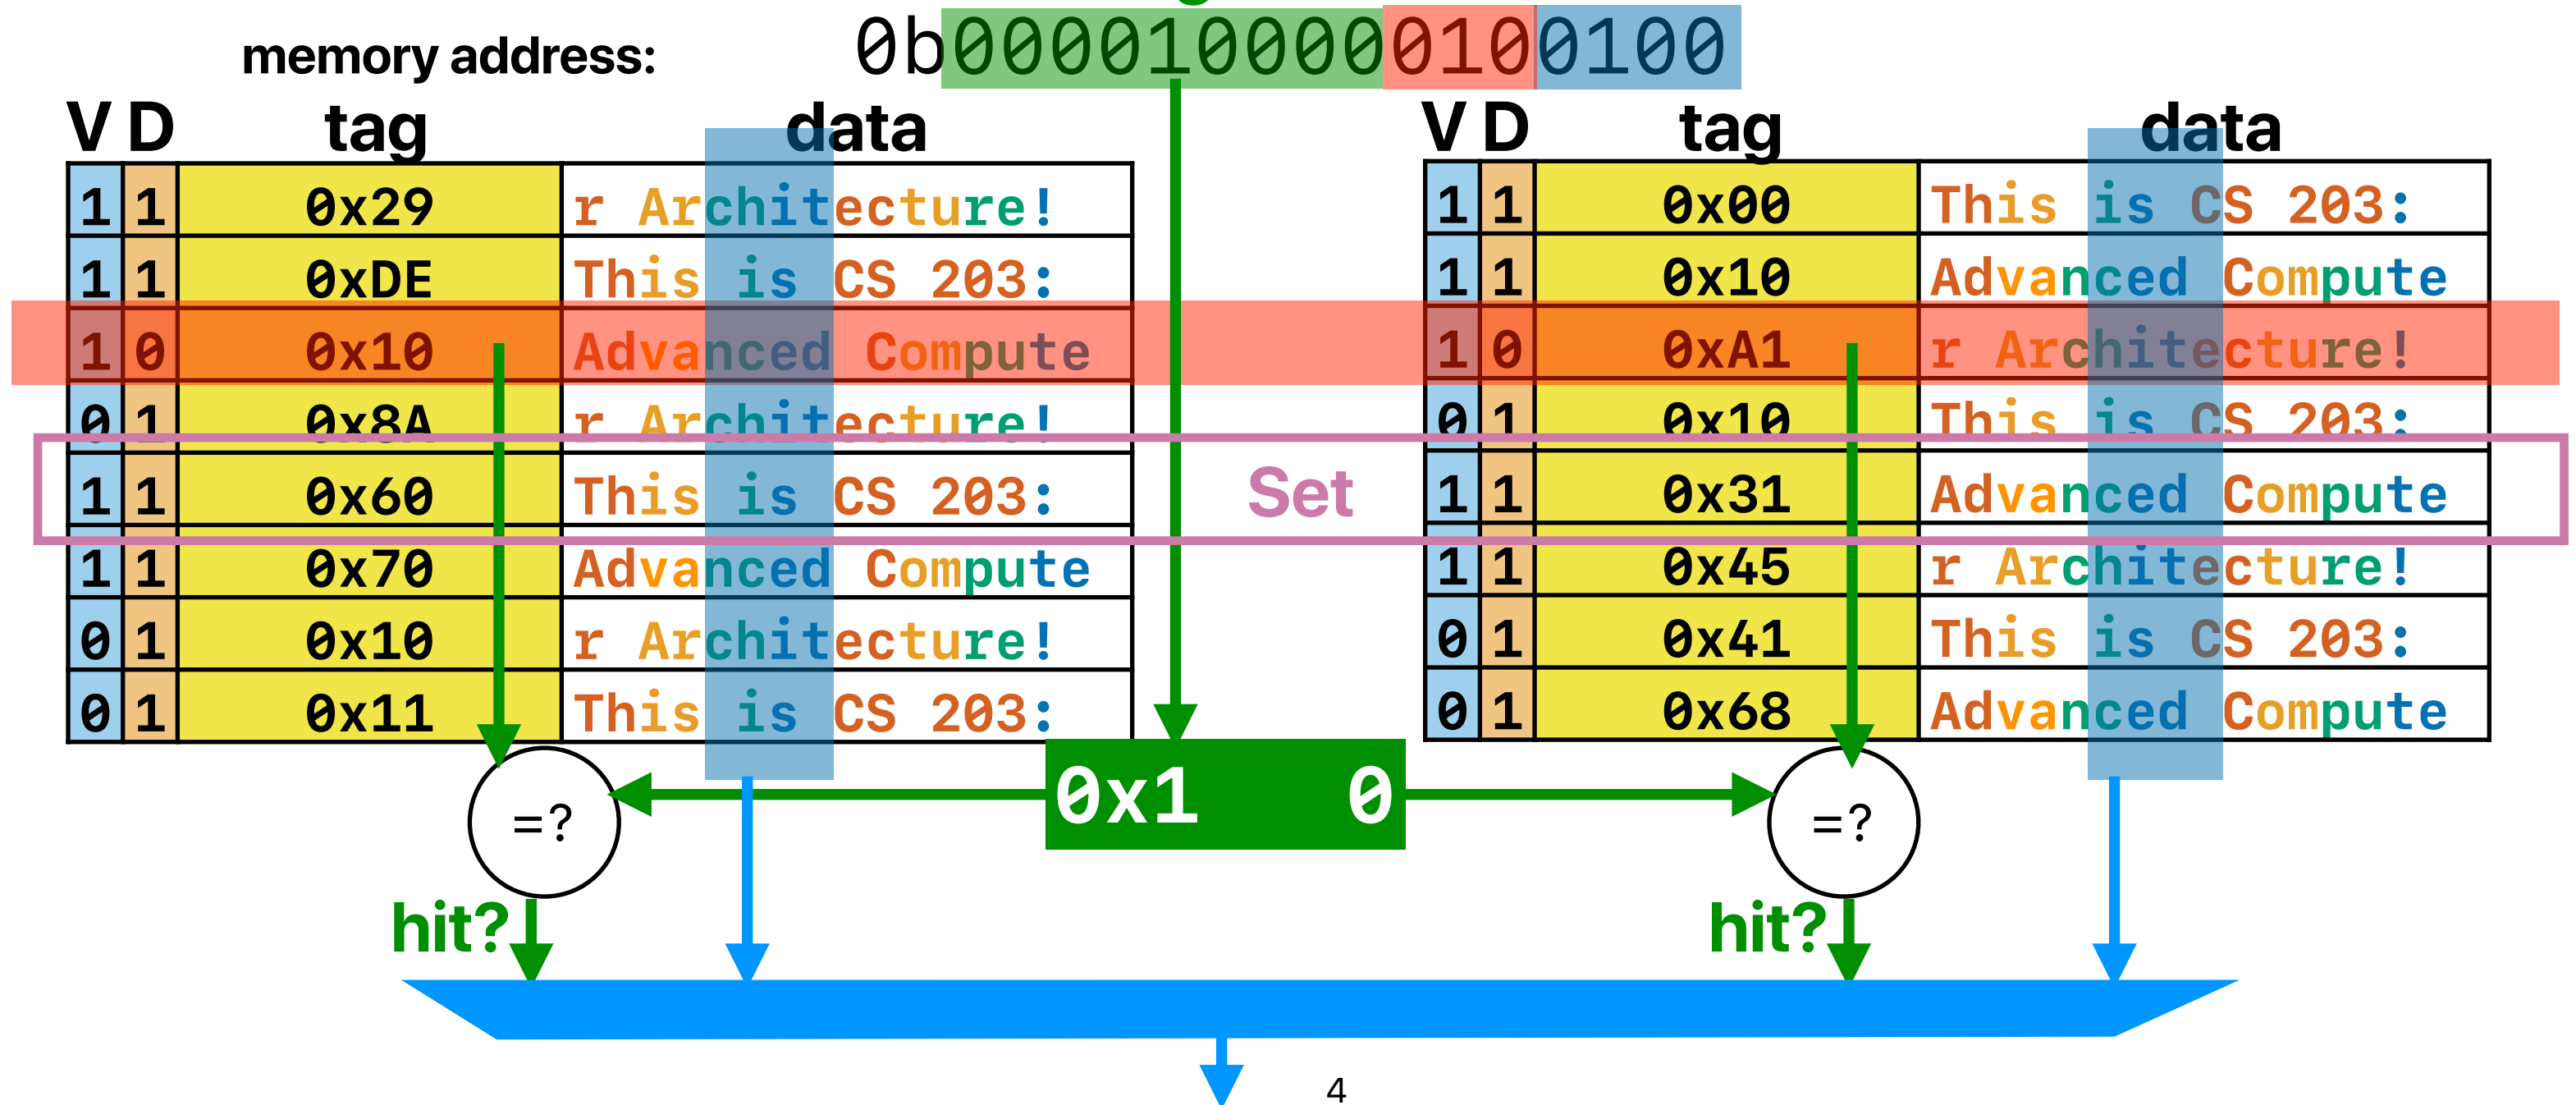 memory address: 0b0000100000100100
V D tag data V D tag data
1 1 0x29 r Architecture! 1 1 0x00 This is CS 203:
1 1 0xDE This is CS 203: 1 1 0x10 Advanced Compute
1 0 0x10 Advanced Compute 1 0 0xA1 r Architecture!
0 1 0x8A r Architecture! 0 1 0x10 This is CS 203:
1 1 0x60 This is CS 203: Set 1 1 0x31 Advanced Compute
1 1 0x70 Advanced Compute 1 1 0x45 r Architecture!
0 1 0x10 r Architecture! 0 1 0x41 This is CS 203:
0 1 0x11 This is CS 203: 0 1 0x68 Advanced Compute
=? 0x1 0 =?
hit? hit?
4